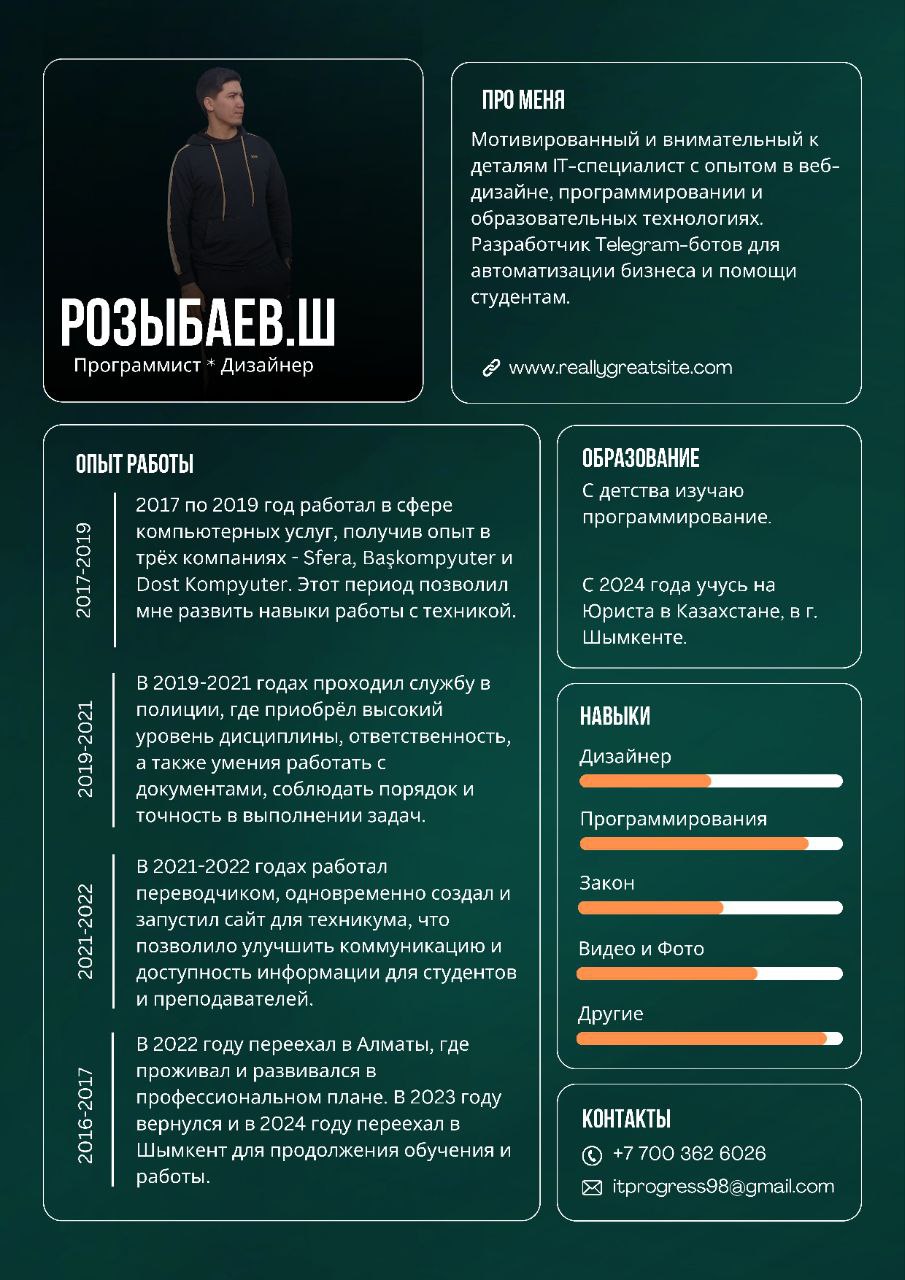 РОЗЫБАЕВ.Ш
Программист * Дизайнер
ПРО МЕНЯ
Мотивированный и внимательный к
деталям IT-специалист с опытом в веб-
дизайне, программировании и
образовательных технологиях.
Разработчик Telegram-ботов для
автоматизации бизнеса и помощи
студентам.
www.reallygreatsite.com
ОПЫТ РАБОТЫ
2017-2019
2017 по 2019 год работал в сфере
компьютерных услуг, получив опыт в
трёх компаниях - Sfera, Başkompyuter и
Dost Kompyuter. Этот период позволил
мне развить навыки работы с техникой.
2019-2021
В 2019-2021 годах проходил службу в
полиции, где приобрёл высокий
уровень дисциплины, ответственность,
а также умения работать с
документами, соблюдать порядок и
точность в выполнении задач.
2021-2022
В 2021-2022 годах работал
переводчиком, одновременно создал и
запустил сайт для техникума, что
позволило улучшить коммуникацию и
доступность информации для студентов
и преподавателей.
2016-2017
В 2022 году переехал в Алматы, где
проживал и развивался в
профессиональном плане. В 2023 году
вернулся и в 2024 году переехал в
Шымкент для продолжения обучения и
работы.
ОБРАЗОВАНИЕ
С детства изучаю
программирование.
С 2024 года учусь на
Юриста в Казахстане, в г.
Шымкенте.
НАВЫКИ
Дизайнер
Программирования
Закон
Видео и Фото
Другие
КОНТАКТЫ
+7 700 362 6026
itprogress98@gmail.com